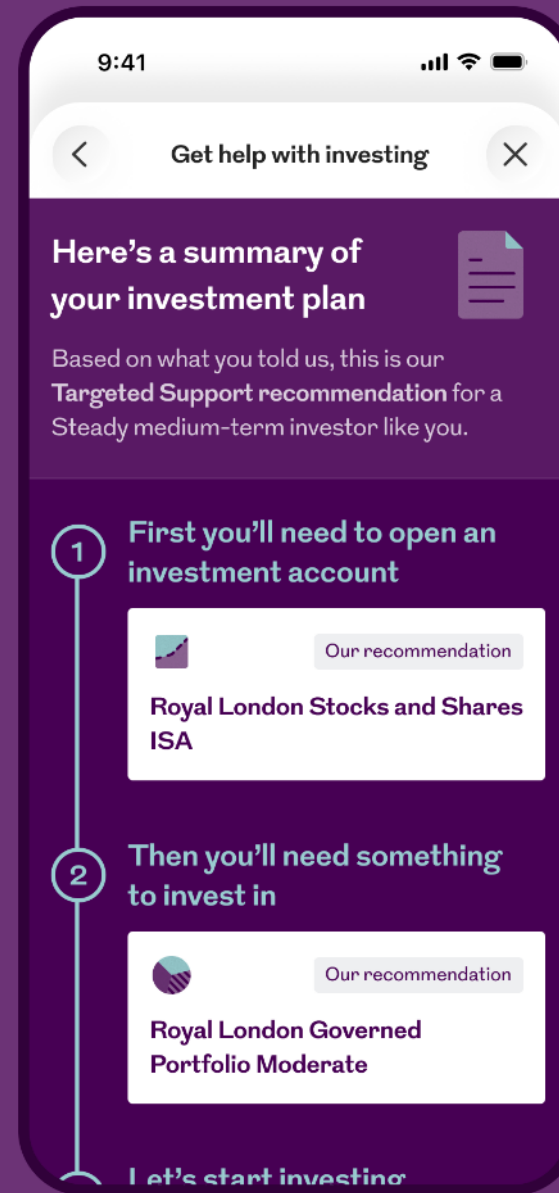 9:41
Get help with investing
Here's a summary of
your investment plan
Based on what you told us, this is our
Targeted Support recommendation for a
Steady medium-term investor like you.
1
First you'll need to open an
investment account
Our recommendation
Royal London Stocks and Shares
ISA
2
Then you'll need something
to invest in
Our recommendation
Royal London Governed
Portfolio Moderate
Let's start investing